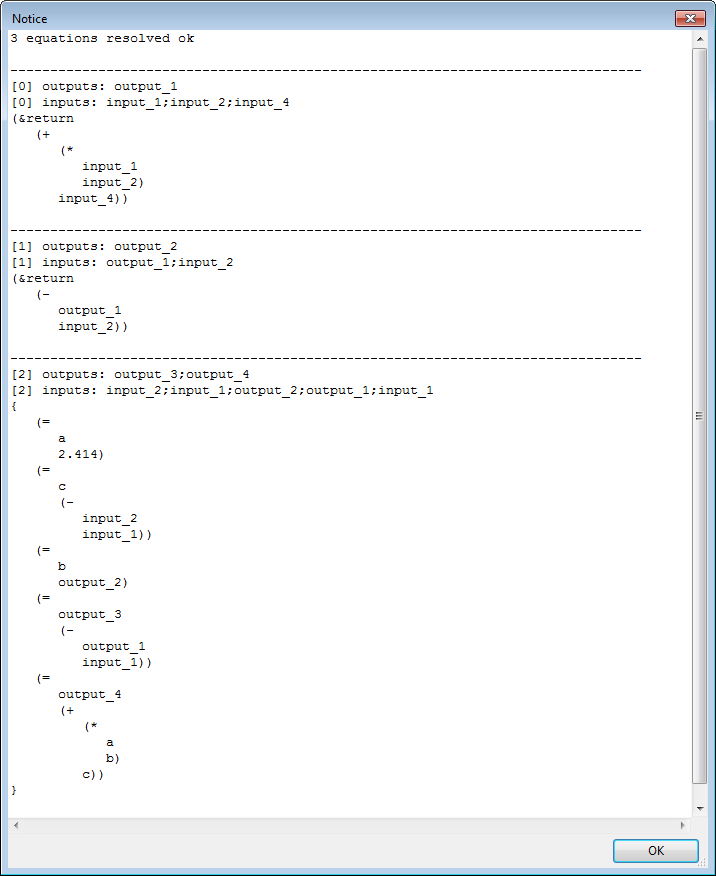 Notice
3 equations resolved ok
-------------------------------------------------------------------------------
[0] outputs: output_1
[0] inputs: input_1;input_2;input_4
(&return
(+
(*
input_1
input_2)
input_4))
-------------------------------------------------------------------------------
[1] outputs: output_2
[1] inputs: output_1;input_2
(&return
(-
output_1
input_2))
-------------------------------------------------------------------------------
[2] outputs: output_3;output_4
[2] inputs: input_2;input_1;output_2;output_1;input_1
{
(=
a
2.414)
(=
c
(-
input_2
input_1))
(=
b
output_2)
(=
output_3
(-
output_1
input_1))
(=
output_4
(+
(*
a
b)
c))
}
OK